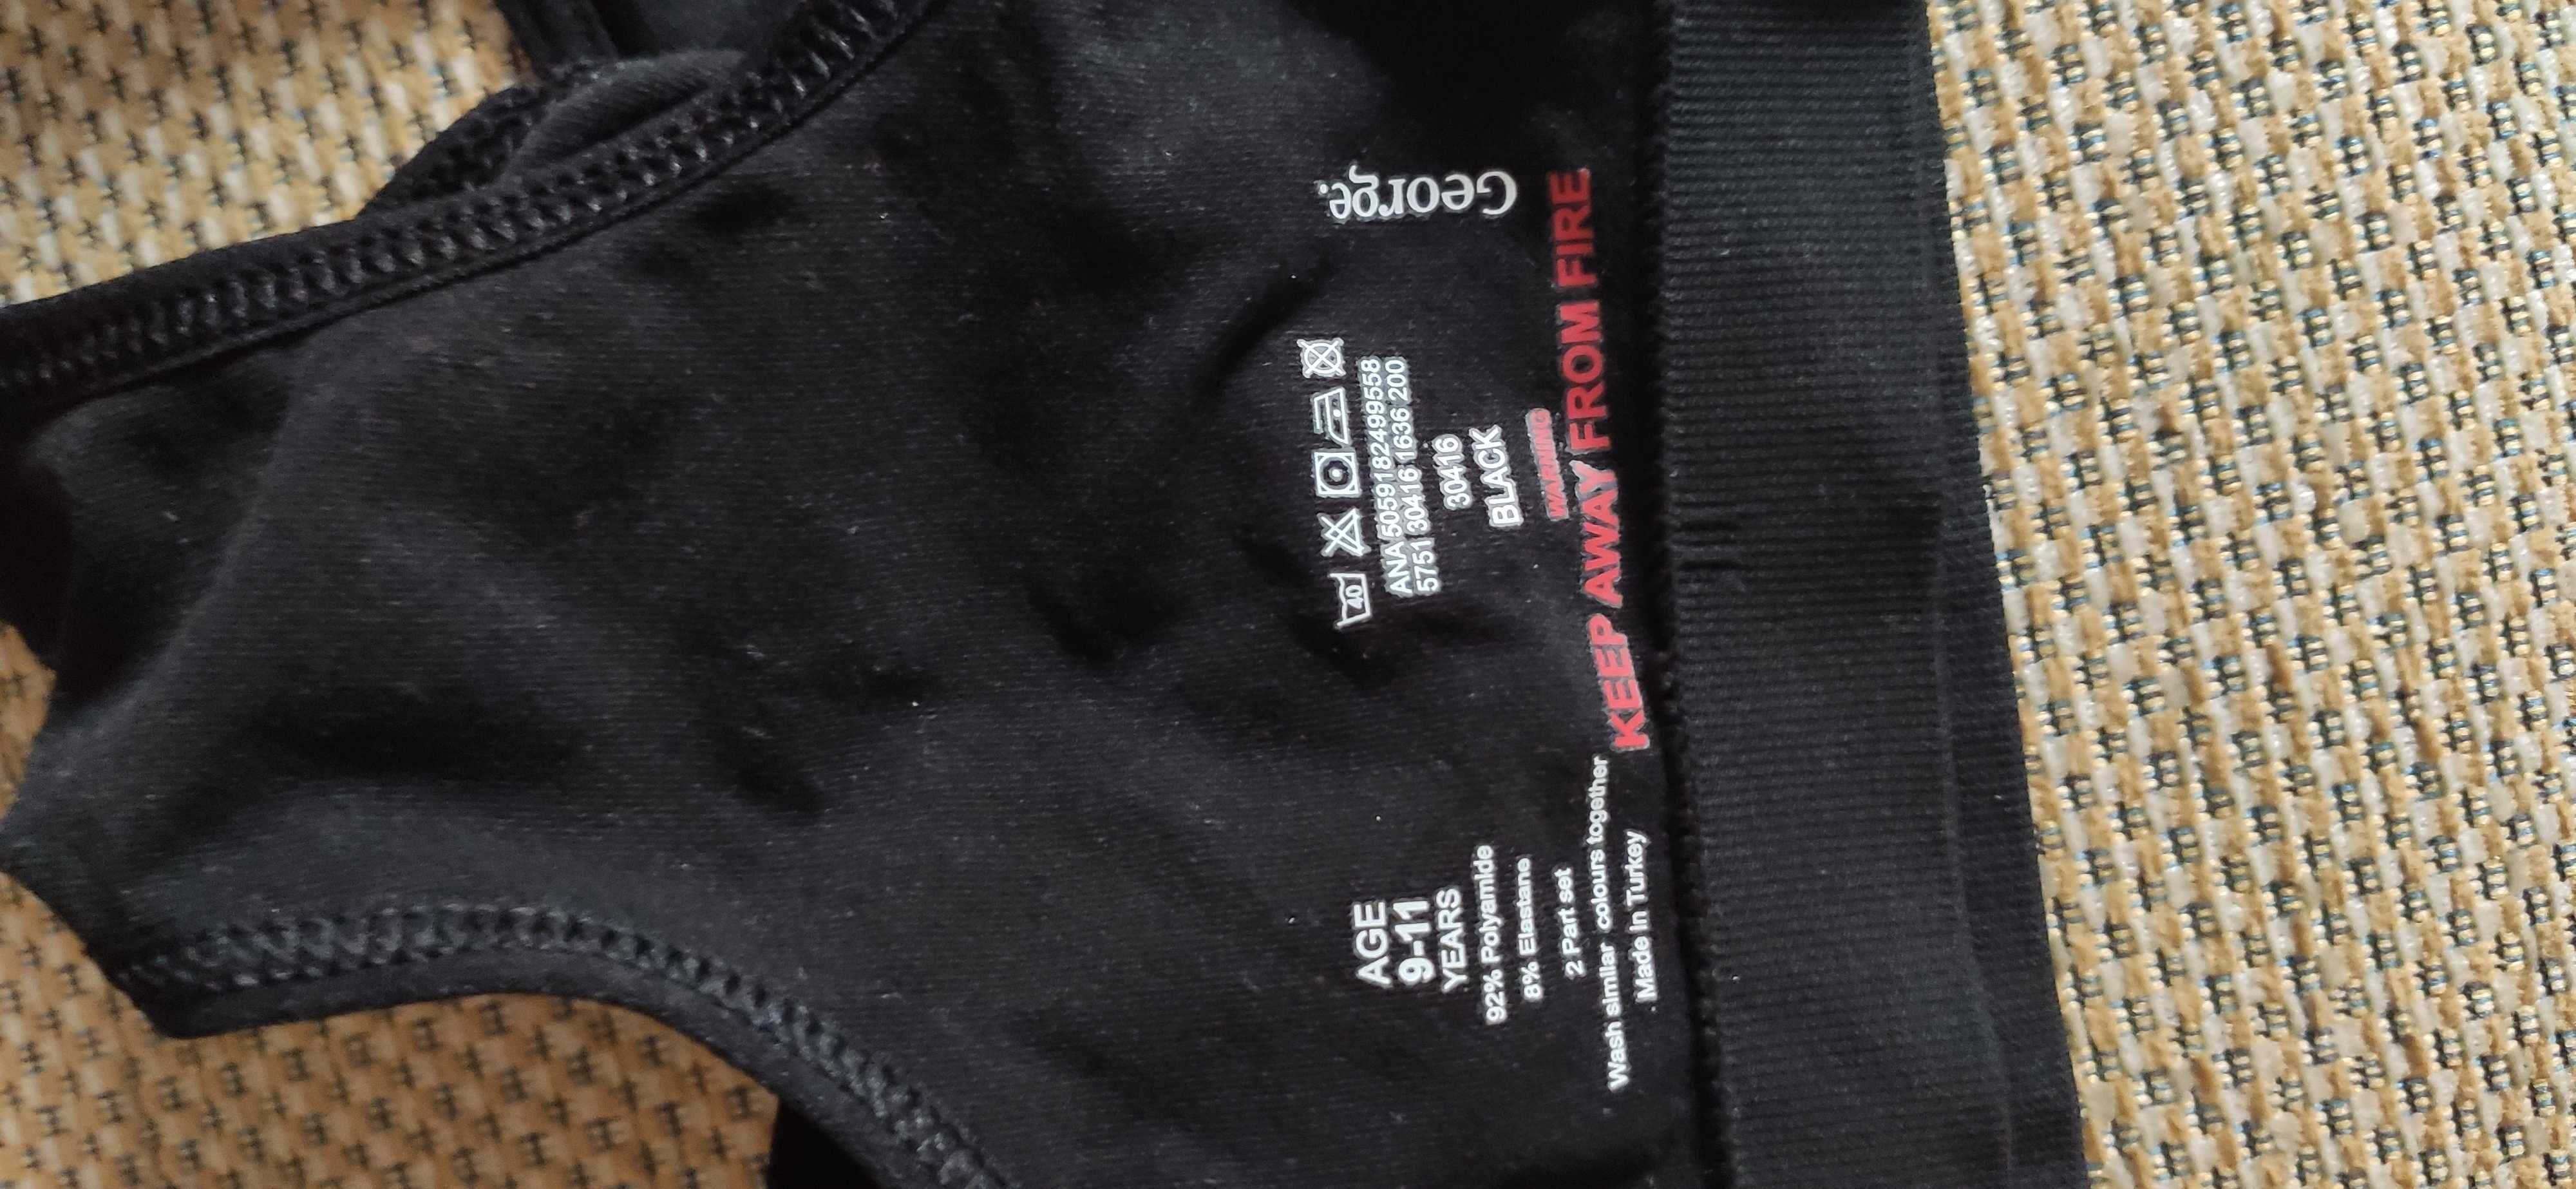 George.
40
ANA 5059182499558
5751 30416 1636 200
30416
BLACK
WARNING
KEEP AWAY FROM FIRE
AGE
9-11
YEARS
92% Polyamide
8% Elastane
2 Part set
Wash similar colours together
Made in Turkey